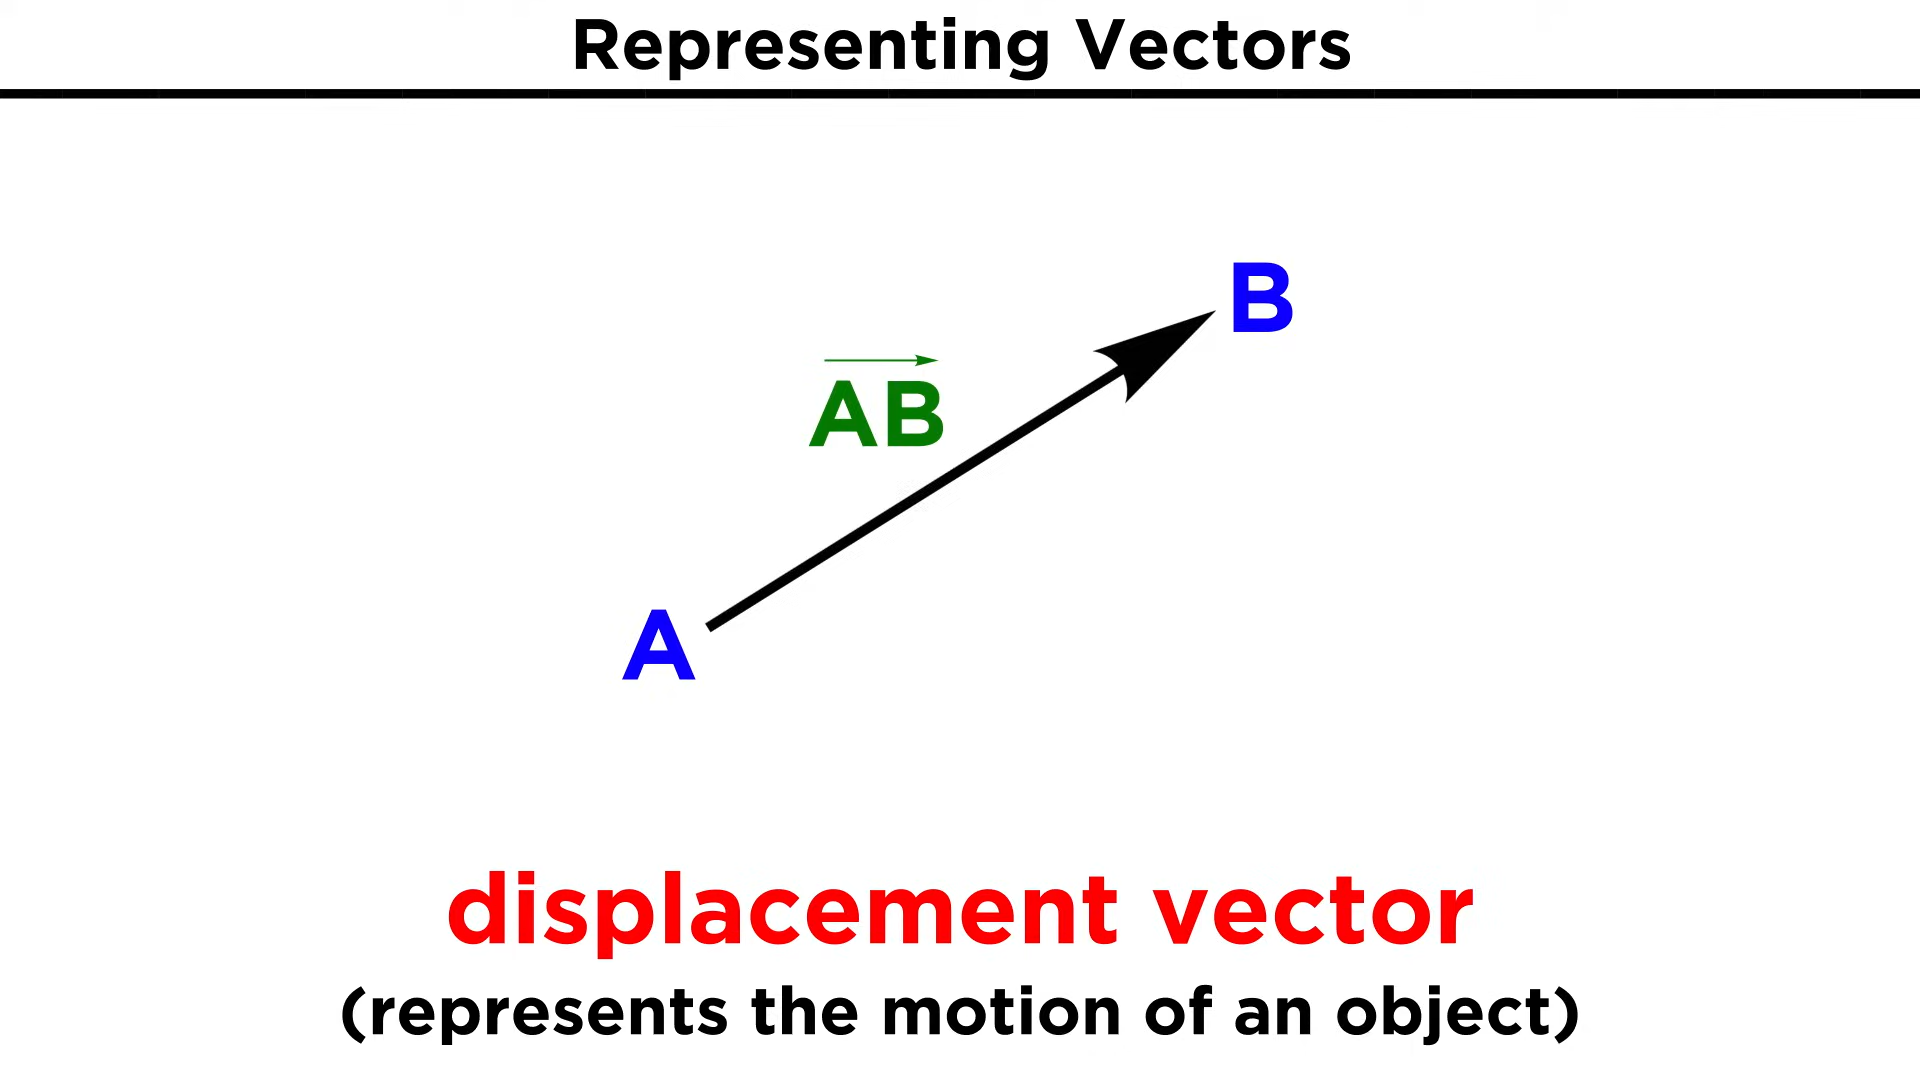 Representing Vectors
B
AB
A
displacement vector
(represents the motion of an object)